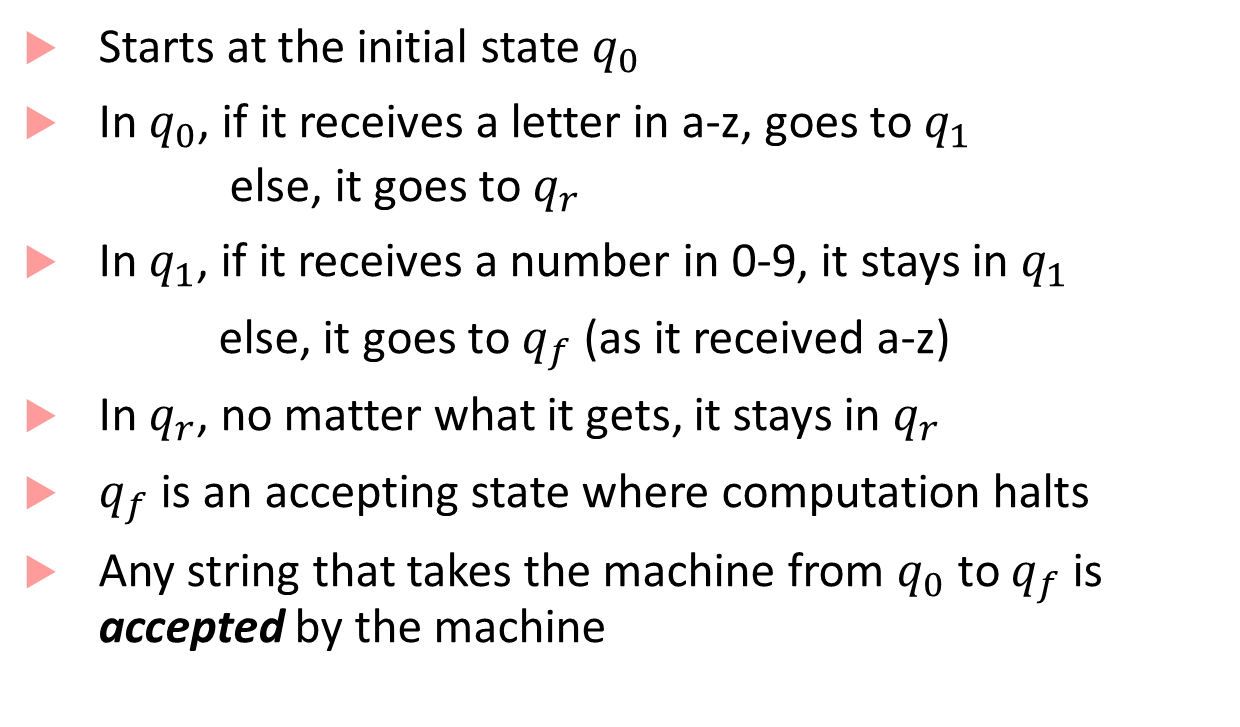 Starts at the initial state q₀
In q₀, if it receives a letter in a-z, goes to q₁
else, it goes to qᵣ
In q₁, if it receives a number in 0-9, it stays in q₁
else, it goes to q_f (as it received a-z)
In qᵣ, no matter what it gets, it stays in qᵣ
q_f is an accepting state where computation halts
Any string that takes the machine from q₀ to q_f is
accepted by the machine